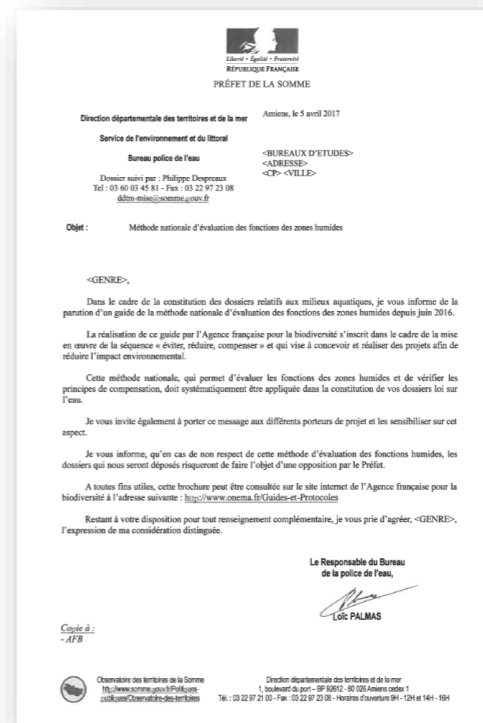 Liberté • Égalité • Fraternité
RÉPUBLIQUE FRANÇAISE
PRÉFET DE LA SOMME
Direction départementale des territoires et de la mer
Service de l'environnement et du littoral
Bureau police de l'eau
Dossier suivi par : Philippe Despreaux
Tel : 03 60 03 45 81 - Fax : 03 22 97 23 08
ddtm-mise@somme.gouv.fr
Amiens, le 5 avril 2017
<BUREAUX D'ETUDES>
<ADRESSE>
<CP> <VILLE>
Objet : Méthode nationale d'évaluation des fonctions des zones humides
<GENRE>,
Dans le cadre de la constitution des dossiers relatifs aux milieux aquatiques, je vous informe de la
parution d'un guide de la méthode nationale d'évaluation des fonctions des zones humides depuis juin 2016.
La réalisation de ce guide par l'Agence française pour la biodiversité s'inscrit dans le cadre de la mise
en œuvre de la séquence « éviter, réduire, compenser » et qui vise à concevoir et réaliser des projets afin de
réduire l'impact environnemental.
Cette méthode nationale, qui permet d'évaluer les fonctions des zones humides et de vérifier les
principes de compensation, doit systématiquement être appliquée dans la constitution de vos dossiers loi sur
l'eau.
Je vous invite également à porter ce message aux différents porteurs de projet et les sensibiliser sur cet
aspect.
Je vous informe, qu'en cas de non respect de cette méthode d'évaluation des fonctions humides, les
dossiers qui nous seront déposés risqueront de faire l'objet d'une opposition par le Préfet.
A toutes fins utiles, cette brochure peut être consultée sur le site internet de l'Agence française pour la
biodiversité à l'adresse suivante : http://www.onema.fr/Guides-et-Protocoles
Restant à votre disposition pour tout renseignement complémentaire, je vous prie d'agréer, <GENRE>,
l'expression de ma considération distinguée.
Le Responsable du Bureau
de la police de l'eau,
Loïc PALMAS
Copie à :
- AFB
Observatoire des territoires de la Somme
http://www.somme.gouv.fr/Politiques-
publiques/Observatoire-des-territoires
Direction départementale des territoires et de la mer
1, boulevard du port – BP 92612 - 80 026 Amiens cedex 1
Tél. : 03 22 97 21 00 - Fax : 03 22 97 23 08 - Horaires d'ouverture 9H - 12H et 14H - 16H